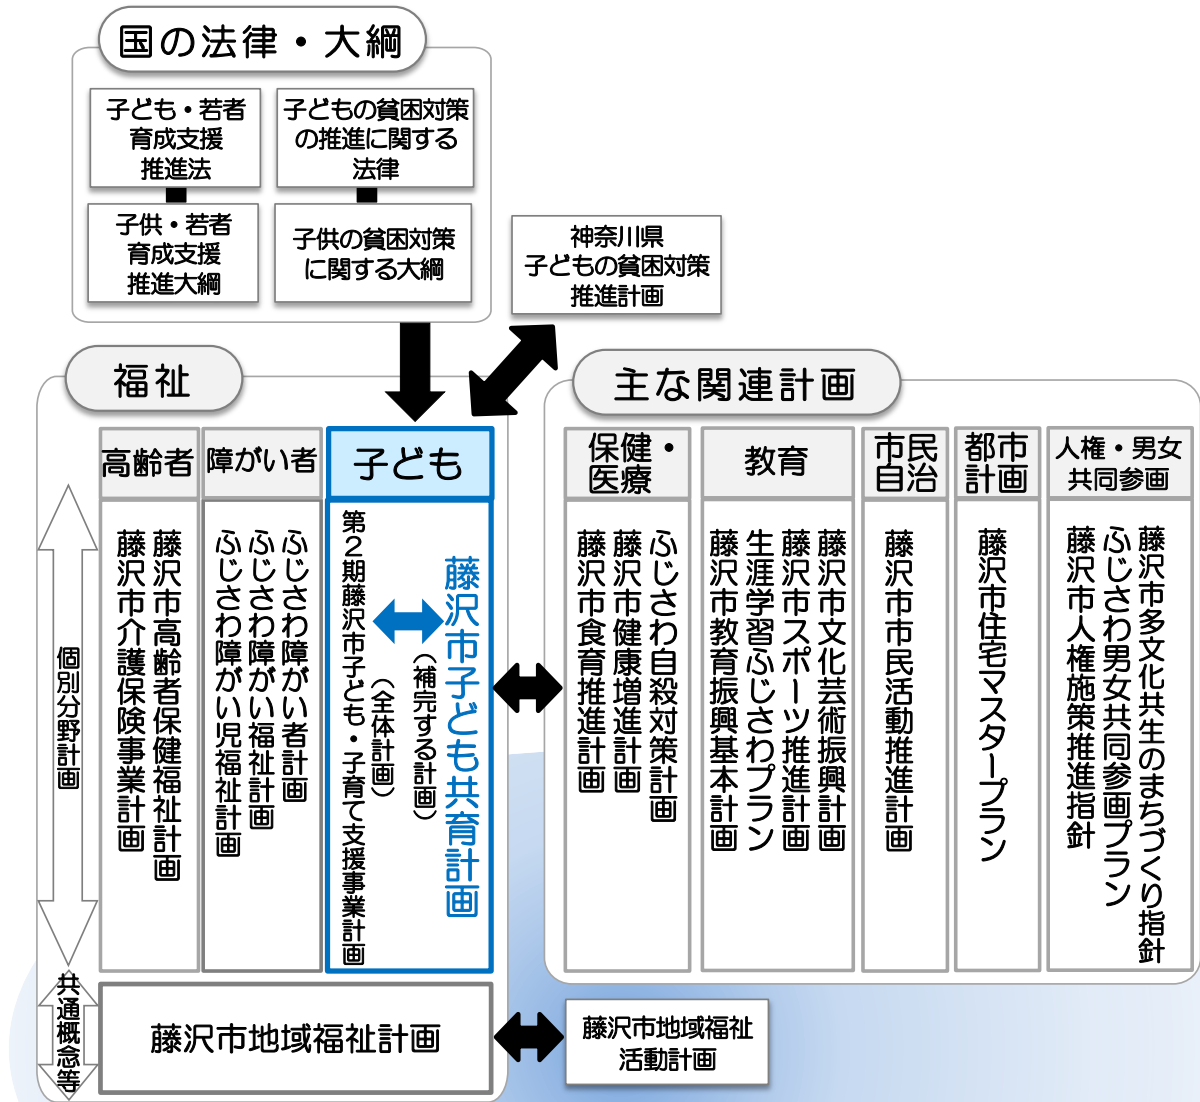 国の法律・大綱
子ども・若者
育成支援
推進法
子どもの貧困対策
の推進に関する
法律
子供・若者
育成支援
推進大綱
子供の貧困対策
に関する大綱
神奈川県
子どもの貧困対策
推進計画
福祉
高齢者
障がい者
子ども
個別分野計画
藤沢市高齢者保健福祉計画
藤沢市介護保険事業計画
ふじさわ障がい者計画
ふじさわ障がい福祉計画
ふじさわ障がい児福祉計画
藤沢市子ども共育計画
（補完する計画）
（全体計画）
第２期藤沢市子ども・子育て支援事業計画
共通概念等
藤沢市地域福祉計画
藤沢市地域福祉
活動計画
主な関連計画
保健・
医療
教育
市民
自治
都市
計画
人権・男女
共同参画
ふじさわ自殺対策計画
藤沢市健康増進計画
藤沢市食育推進計画
藤沢市文化芸術振興計画
藤沢市スポーツ推進計画
生涯学習ふじさわプラン
藤沢市教育振興基本計画
藤沢市市民活動推進計画
藤沢市住宅マスタープラン
藤沢市多文化共生のまちづくり指針
ふじさわ男女共同参画プラン
藤沢市人権施策推進指針